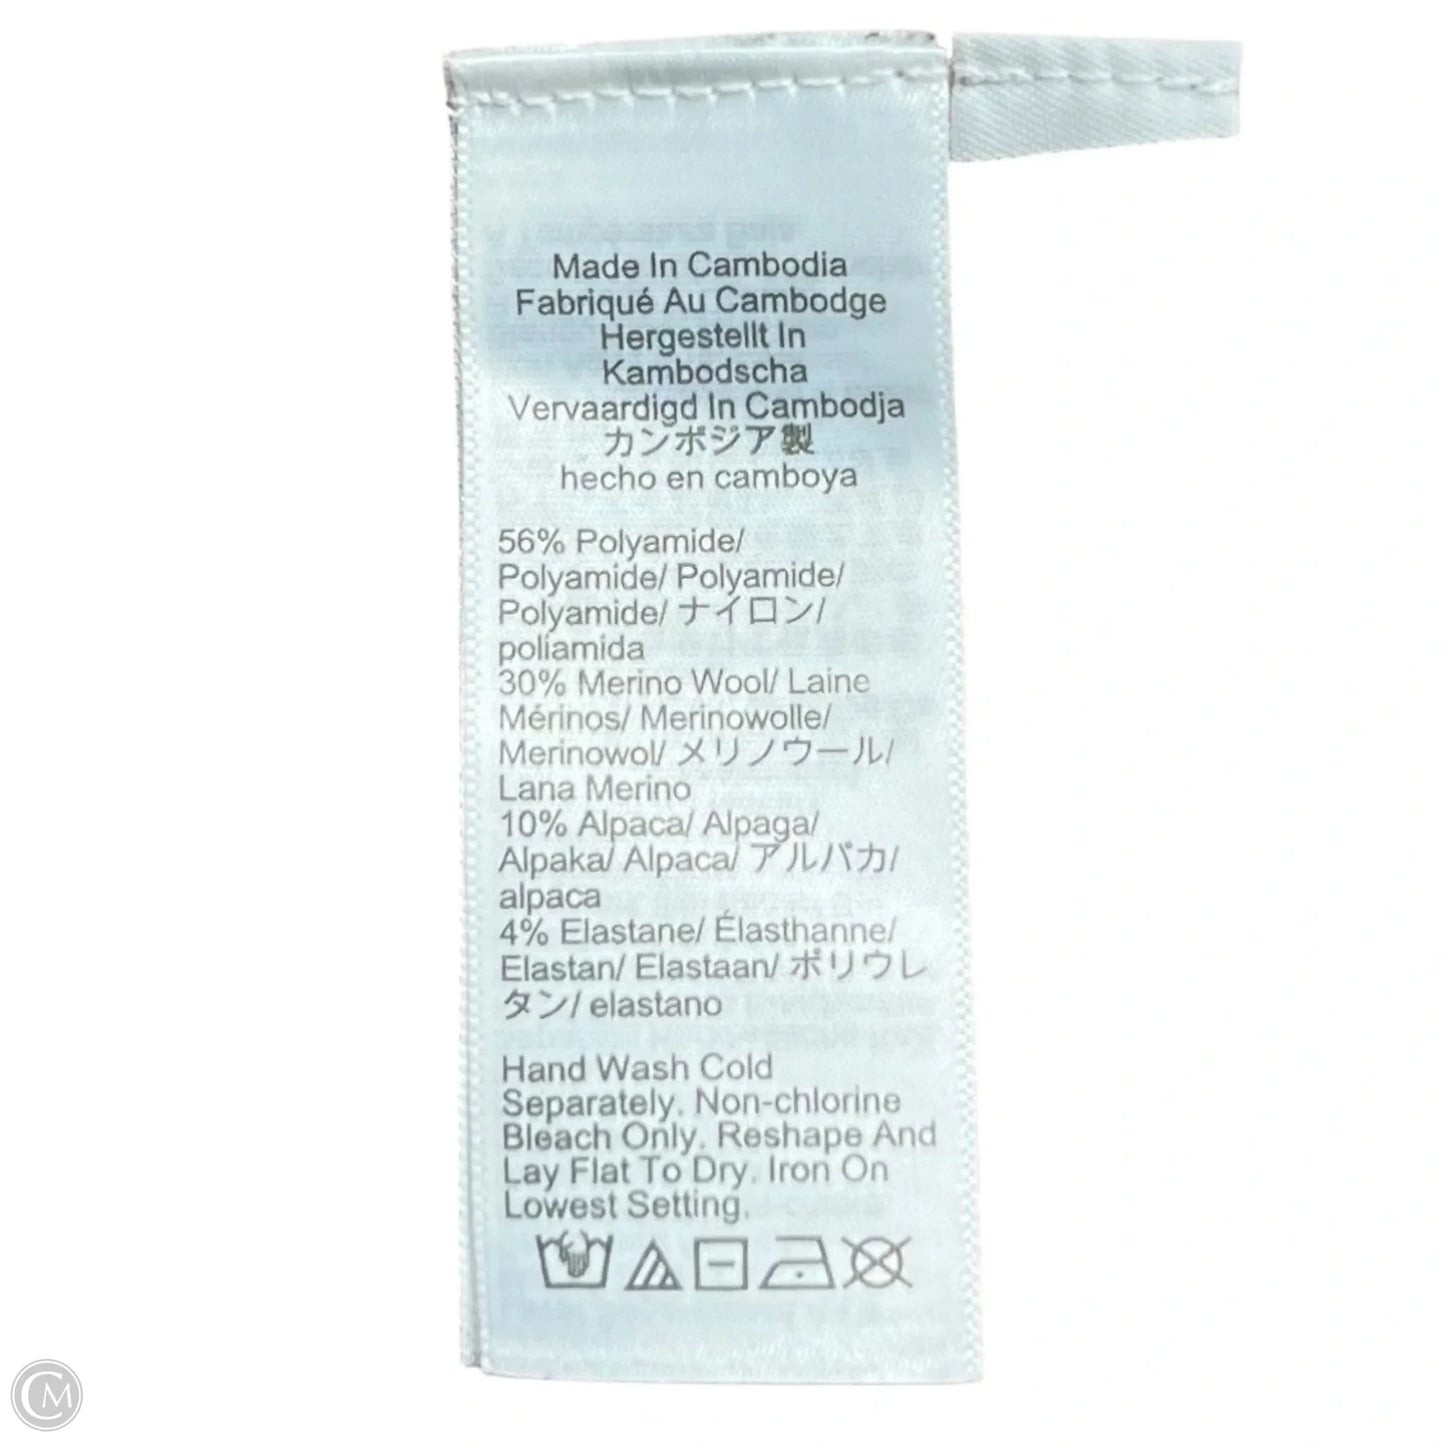 Made In Cambodia
Fabriqué Au Cambodge
Hergestellt In
Kambodscha
Vervaardigd In Cambodja
カンボジア製
hecho en camboya
56% Polyamide/
Polyamide/ Polyamide/
Polyamide/ ナイロン/
poliamida
30% Merino Wool/ Laine
Mérinos/ Merinowolle/
Merinowol/ メリノウール/
Lana Merino
10% Alpaca/ Alpaga/
Alpaka/ Alpaca/ アルパカ/
alpaca
4% Elastane/ Élasthanne/
Elastan/ Elastaan/ ポリウレ
タン/ elastano
Hand Wash Cold
Separately. Non-chlorine
Bleach Only. Reshape And
Lay Flat To Dry. Iron On
Lowest Setting.
CM